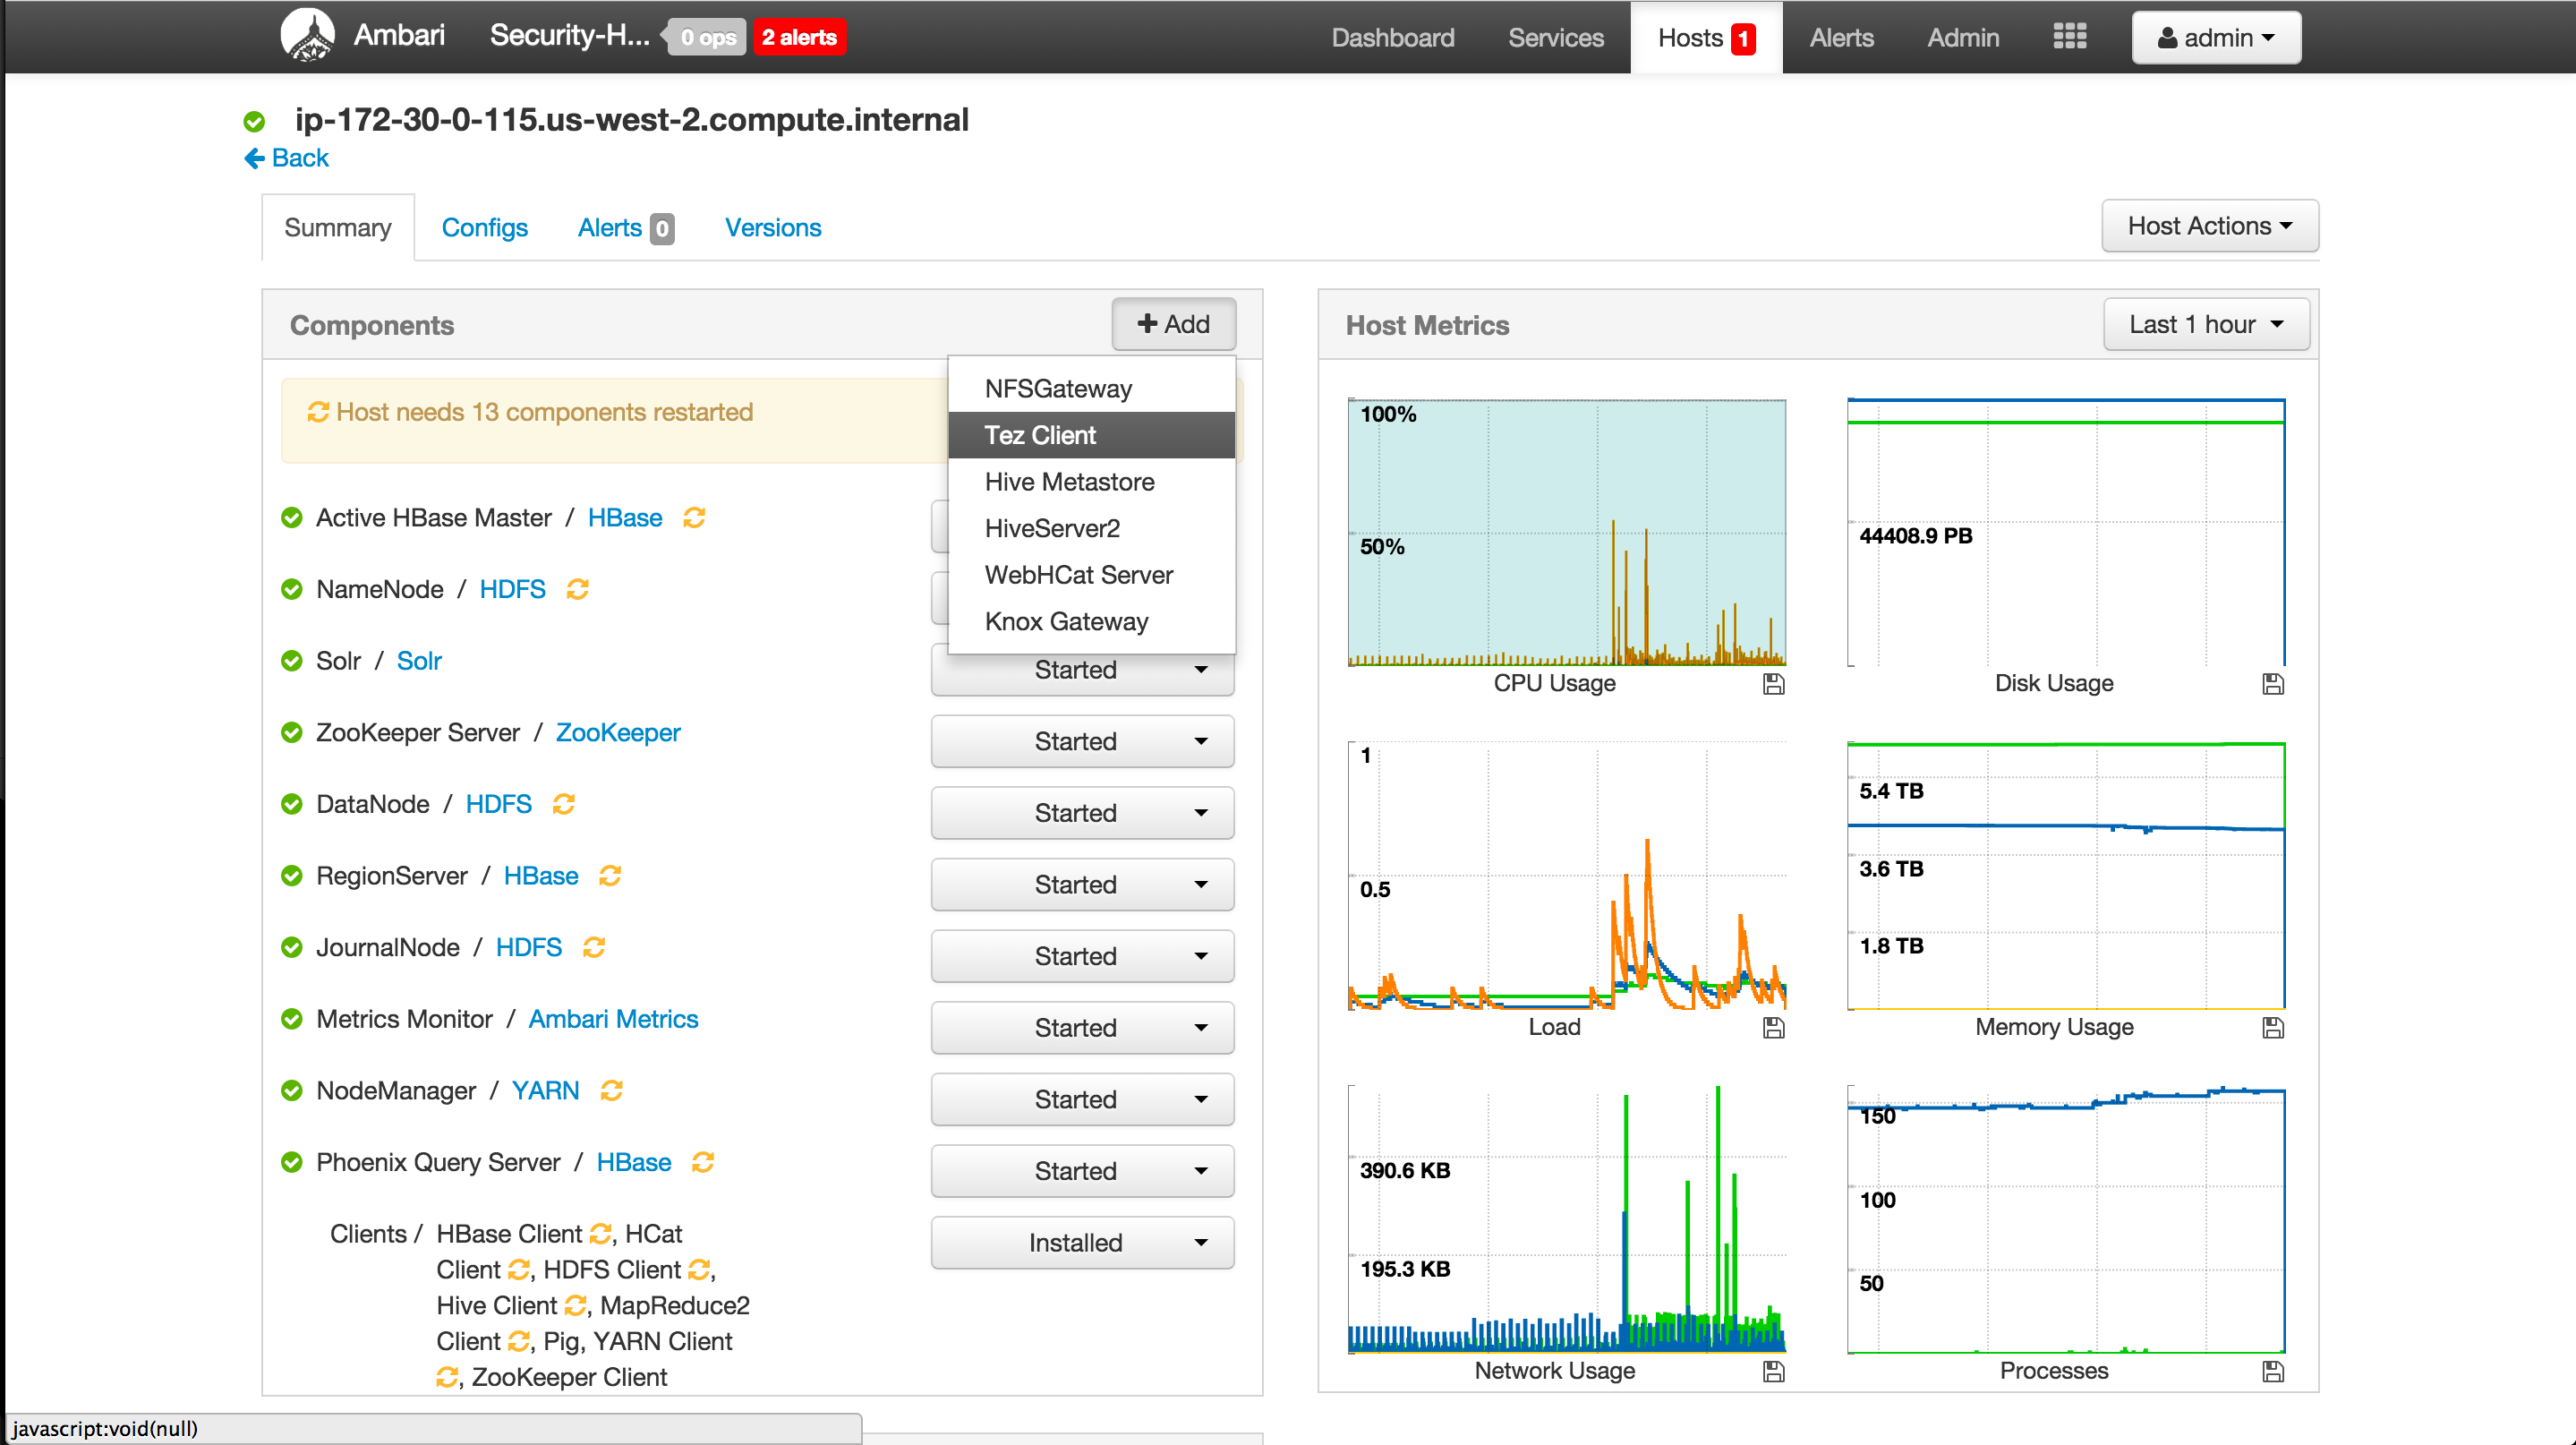 Ambari Security-H... 0 ops 2 alerts Dashboard Services Hosts 1 Alerts Admin admin
ip-172-30-0-115.us-west-2.compute.internal
Back
Summary Configs Alerts 0 Versions Host Actions
Components + Add
Host needs 13 components restarted
NFSGateway
Tez Client
Hive Metastore
HiveServer2
WebHCat Server
Knox Gateway
Active HBase Master / HBase
NameNode / HDFS
Solr / Solr Started
ZooKeeper Server / ZooKeeper Started
DataNode / HDFS Started
RegionServer / HBase Started
JournalNode / HDFS Started
Metrics Monitor / Ambari Metrics Started
NodeManager / YARN Started
Phoenix Query Server / HBase Started
Clients / HBase Client , HCat Installed
Client , HDFS Client ,
Hive Client , MapReduce2
Client , Pig, YARN Client
, ZooKeeper Client
Host Metrics Last 1 hour
100%
50%
CPU Usage
44408.9 PB
Disk Usage
1
0.5
Load
5.4 TB
3.6 TB
1.8 TB
Memory Usage
390.6 KB
195.3 KB
Network Usage
150
100
50
Processes
javascript:void(null)